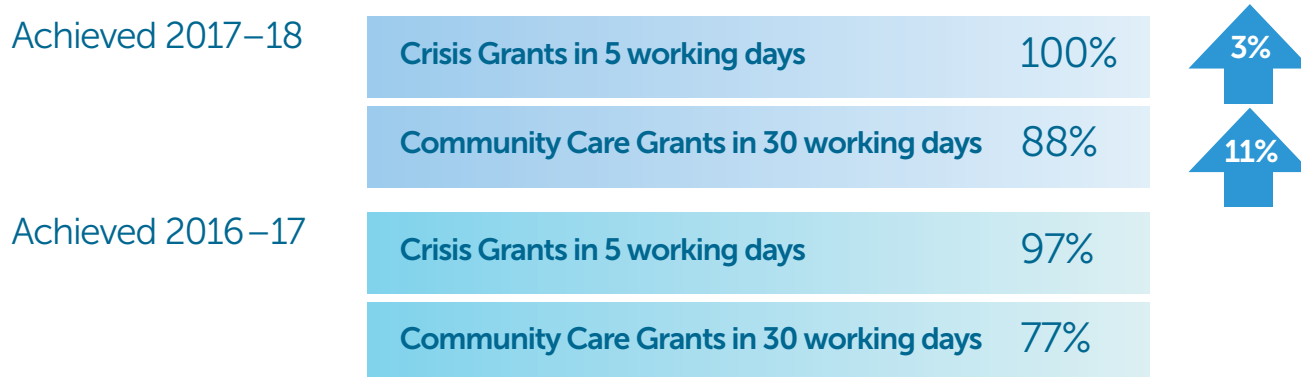 Achieved 2017–18
Crisis Grants in 5 working days 100% 3%
Community Care Grants in 30 working days 88% 11%
Achieved 2016–17
Crisis Grants in 5 working days 97%
Community Care Grants in 30 working days 77%